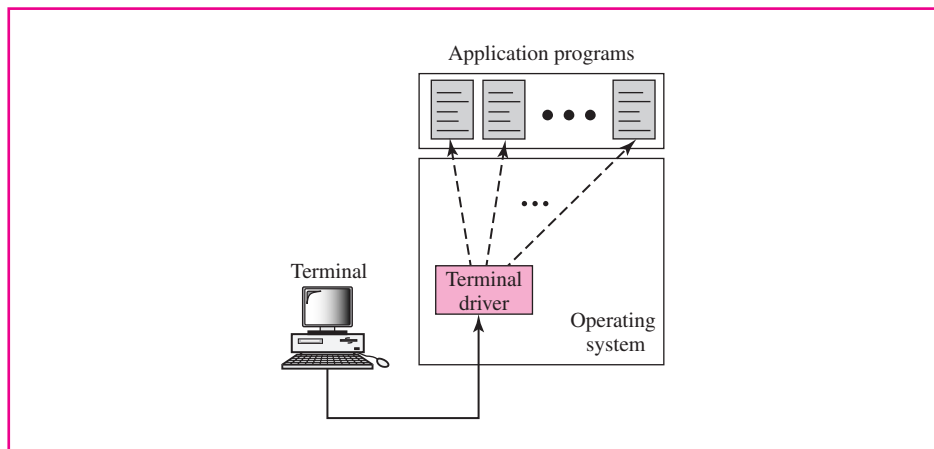 Application programs
Terminal
Terminal
driver
Operating
system